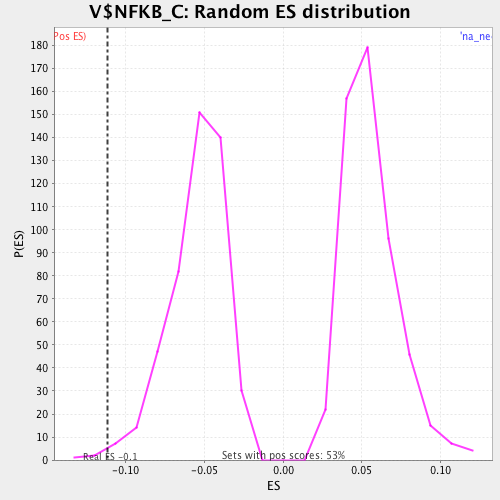 V$NFKB_C: Random ES distribution
Pos ES)
'na_ne
180
170
160
150
140
130
120
110
100
90
80
70
60
50
40
30
20
10
0
P(ES)
Real ES -0.1
Sets with pos scores: 53%
-0.10 -0.05 0.00 0.05 0.10
ES